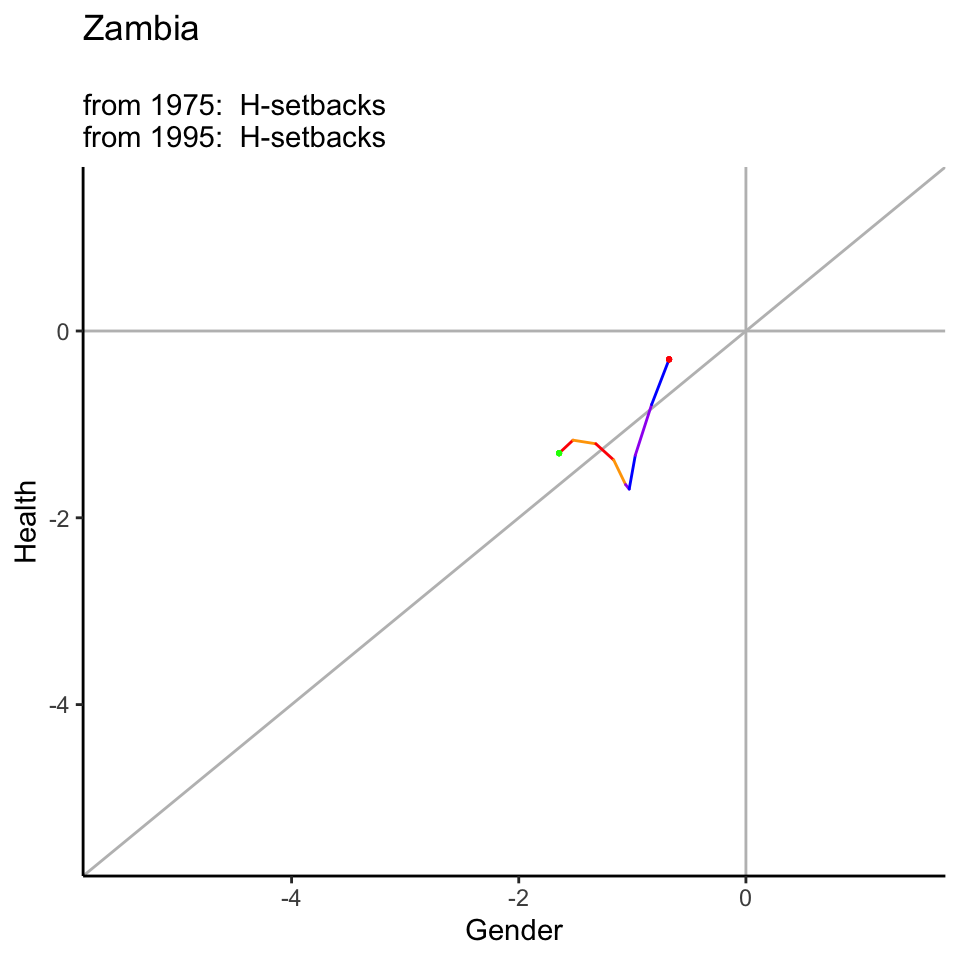 Zambia
from 1975:  H-setbacks
from 1995:  H-setbacks
0
-2
-4
Health
-4
-2
0
Gender